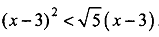 (x−3)² < √5(x−3).